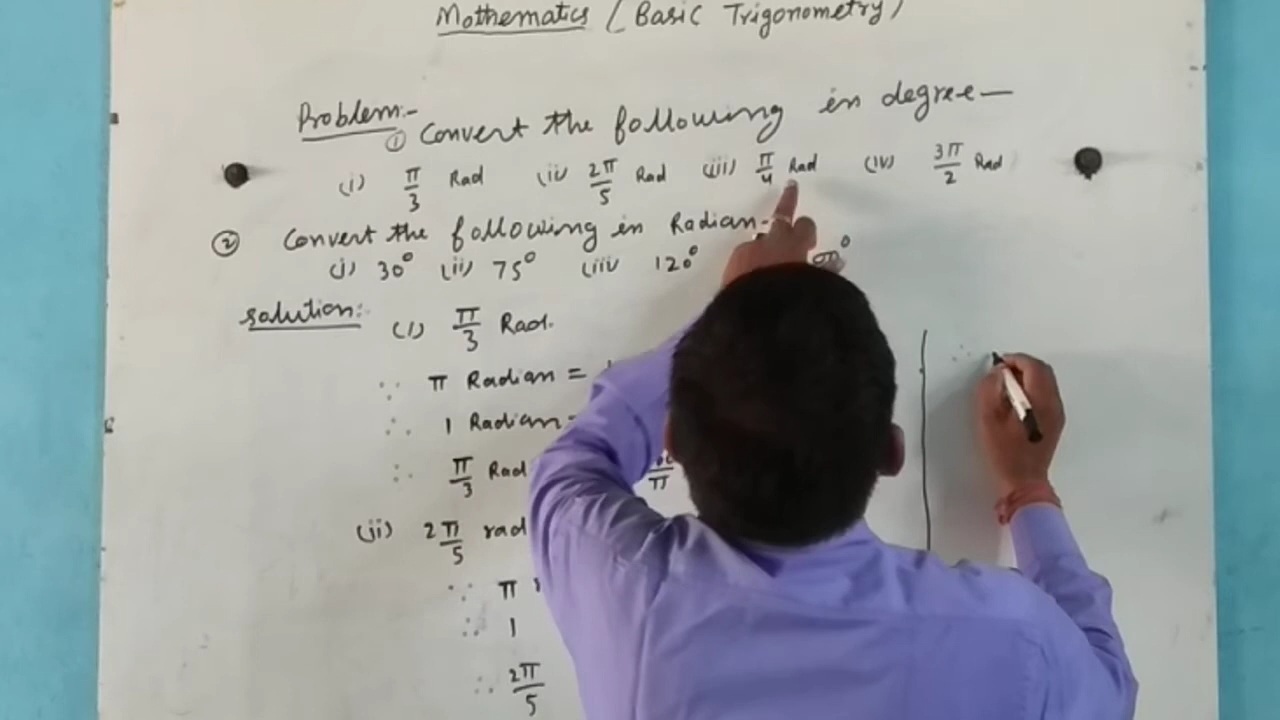 Mathematics (Basic Trigonometry)
Problem:-
① Convert the following in degree—
(i) π/3 Rad (ii) 2π/5 Rad (iii) π/4 Rad (iv) 3π/2 Rad
② Convert the following in Radian-
(i) 30° (ii) 75° (iii) 120°
Solution:- (i) π/3 Rad.
∵ π Radian =
∴ 1 Radian =
∴ π/3 Rad
(ii) 2π/5 rad
∵ π
∴ 1
∴ 2π/5
∴